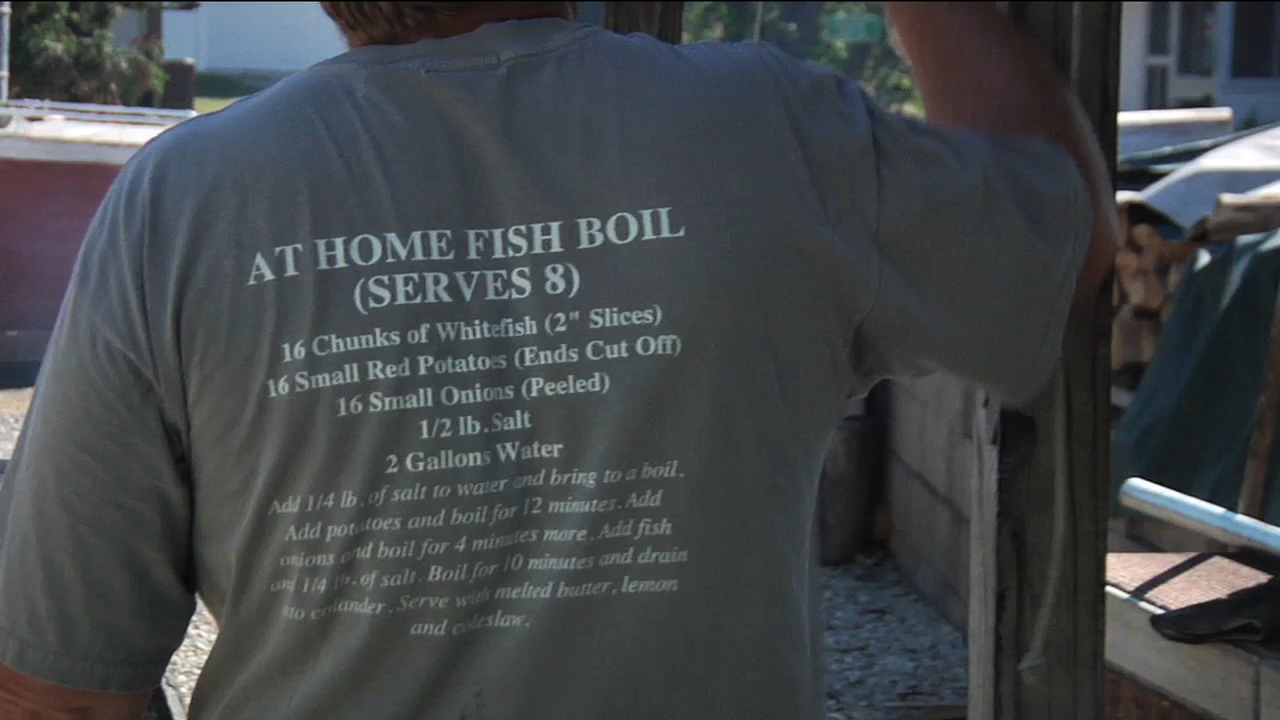 AT HOME FISH BOIL
(SERVES 8)
16 Chunks of Whitefish (2" Slices)
16 Small Red Potatoes (Ends Cut Off)
16 Small Onions (Peeled)
1/2 lb. Salt
2 Gallons Water
Add 1/4 lb. of salt to water and bring to a boil.
Add potatoes and boil for 12 minutes. Add
onions and boil for 4 minutes more. Add fish
and 1/4 lb. of salt. Boil for 10 minutes and drain
into colander. Serve with melted butter, lemon
and coleslaw.